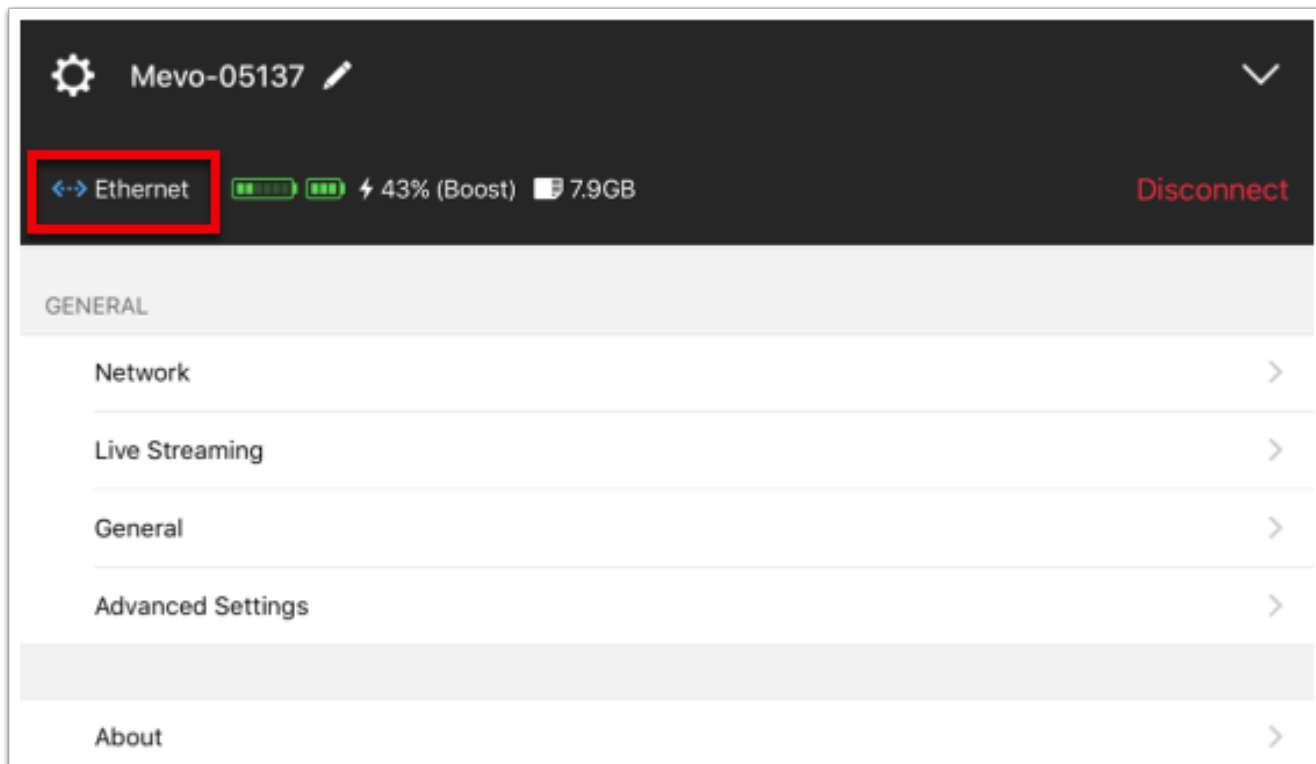 Mevo-05137
Ethernet 43% (Boost) 7.9GB Disconnect
GENERAL
Network
Live Streaming
General
Advanced Settings
About